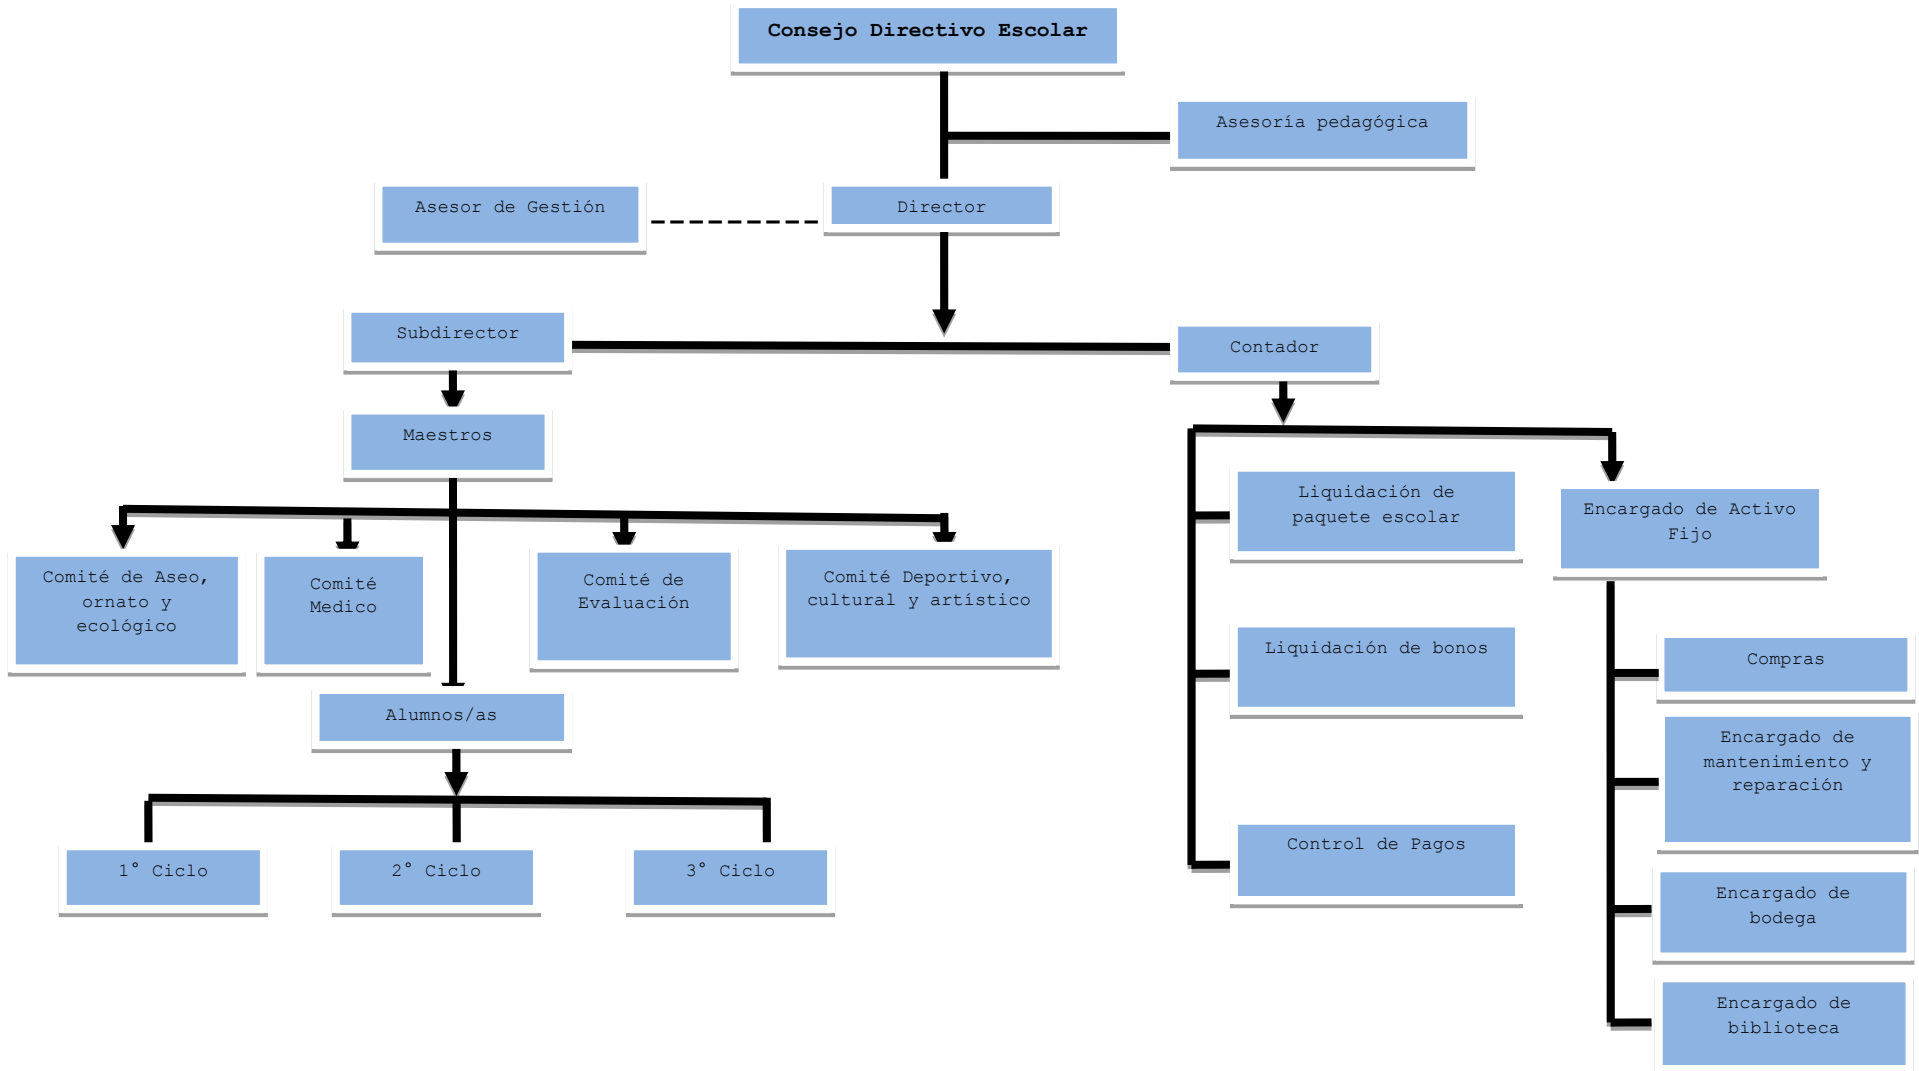 Consejo Directivo Escolar
Asesoría pedagógica
Asesor de Gestión
Director
Subdirector
Contador
Maestros
Liquidación de
paquete escolar
Encargado de Activo
Fijo
Comité de Aseo,
ornato y
ecológico
Comité
Medico
Comité de
Evaluación
Comité Deportivo,
cultural y artístico
Liquidación de bonos
Compras
Alumnos/as
Encargado de
mantenimiento y
reparación
Control de Pagos
1° Ciclo
2° Ciclo
3° Ciclo
Encargado de
bodega
Encargado de
biblioteca